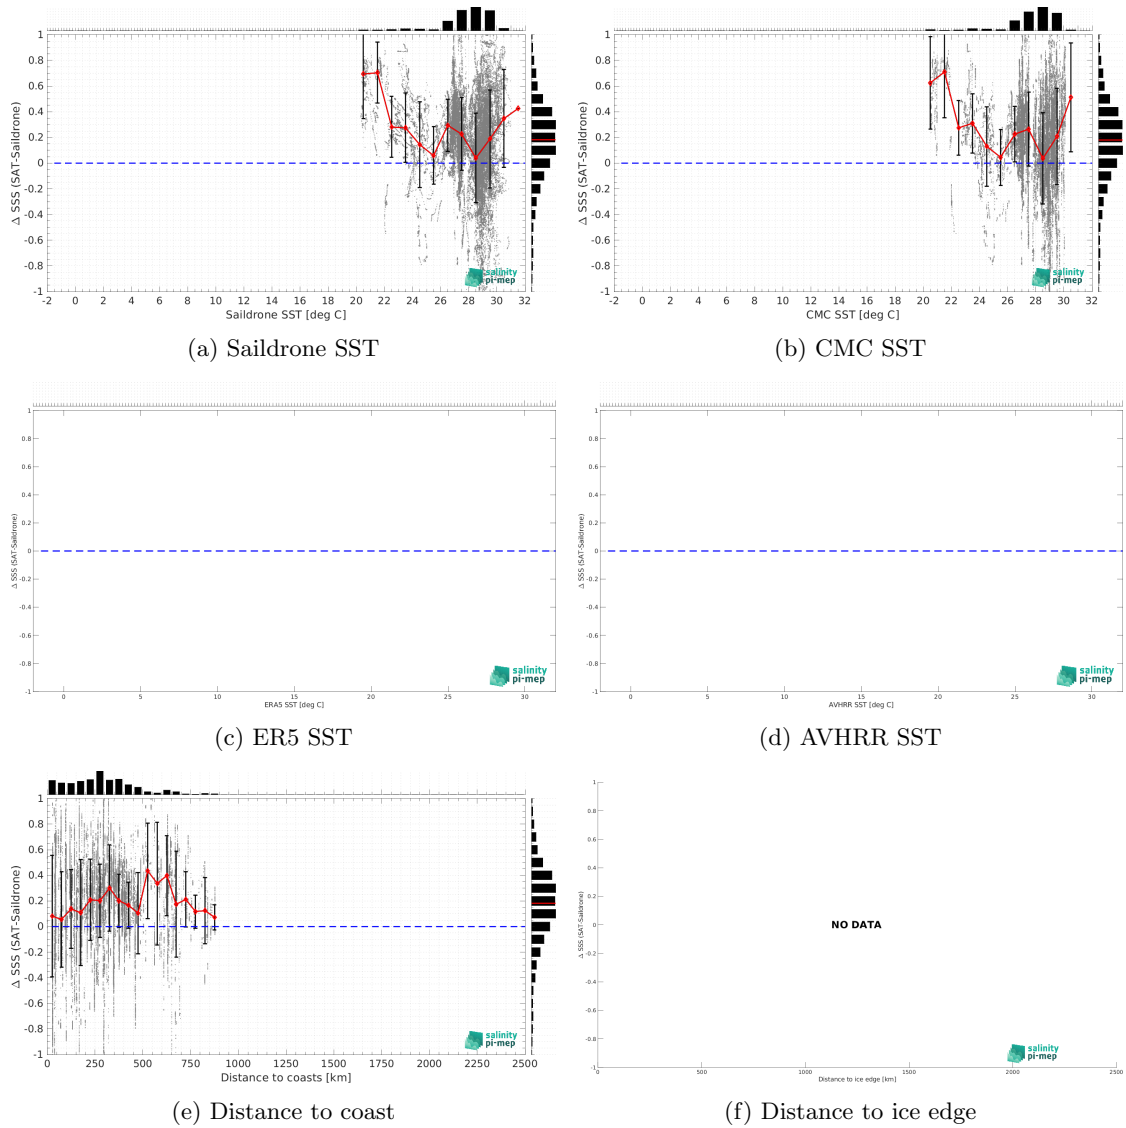 1
0.8
0.6
0.4
0.2
0
-0.2
-0.4
-0.6
-0.8
-1
Δ SSS (SAT-Saildrone)
-2 0 2 4 6 8 10 12 14 16 18 20 22 24 26 28 30 32
Saildrone SST [deg C]
salinity
pi-mep
(a) Saildrone SST
1
0.8
0.6
0.4
0.2
0
-0.2
-0.4
-0.6
-0.8
-1
Δ SSS (SAT-Saildrone)
-2 0 2 4 6 8 10 12 14 16 18 20 22 24 26 28 30 32
CMC SST [deg C]
salinity
pi-mep
(b) CMC SST
1
0.8
0.6
0.4
0.2
0
-0.2
-0.4
-0.6
-0.8
-1
Δ SSS (SAT-Saildrone)
0 5 10 15 20 25 30
ERA5 SST [deg C]
salinity
pi-mep
(c) ER5 SST
1
0.8
0.6
0.4
0.2
0
-0.2
-0.4
-0.6
-0.8
-1
Δ SSS (SAT-Saildrone)
0 5 10 15 20 25 30
AVHRR SST [deg C]
salinity
pi-mep
(d) AVHRR SST
1
0.8
0.6
0.4
0.2
0
-0.2
-0.4
-0.6
-0.8
-1
Δ SSS (SAT-Saildrone)
0 250 500 750 1000 1250 1500 1750 2000 2250 2500
Distance to coasts [km]
salinity
pi-mep
(e) Distance to coast
1
0.8
0.6
0.4
0.2
0
-0.2
-0.4
-0.6
-0.8
-1
Δ SSS (SAT-Saildrone)
NO DATA
0 500 1000 1500 2000 2500
Distance to ice edge [km]
salinity
pi-mep
(f) Distance to ice edge